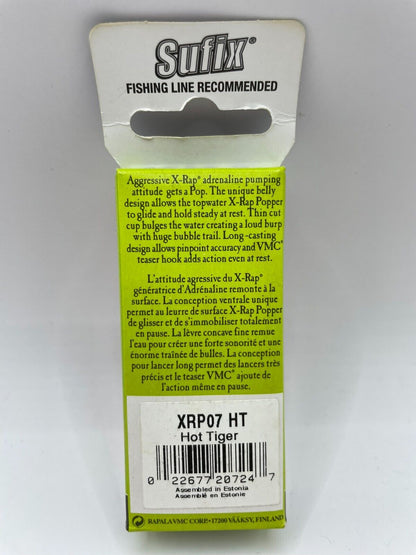 Sufix®
FISHING LINE RECOMMENDED
Aggressive X-Rap® adrenaline pumping
attitude gets a Pop. The unique belly
design allows the topwater X-Rap Popper
to glide and hold steady at rest. Thin cut
cup bulges the water creating a loud burp
with huge bubble trail. Long-casting
design allows pinpoint accuracy and VMC®
teaser hook adds action even at rest.
L'attitude agressive du X-Rap®
génératrice d'Adrénaline remonte à la
surface. La conception ventrale unique
permet au leurre de surface X-Rap Popper
de glisser et de s'immobiliser totalement
en pause. La lèvre concave fine remue
l'eau pour créer une forte sonorité et une
énorme traînée de bulles. La conception
pour lancer long permet des lancers très
précis et le teaser VMC® ajoute de
l'action même en pause.
XRP07 HT
Hot Tiger
0 22677 20724 7
Assembled in Estonia
Assemblé en Estonie
RAPALA VMC CORP.•17200 VÄÄKSY, FINLAND